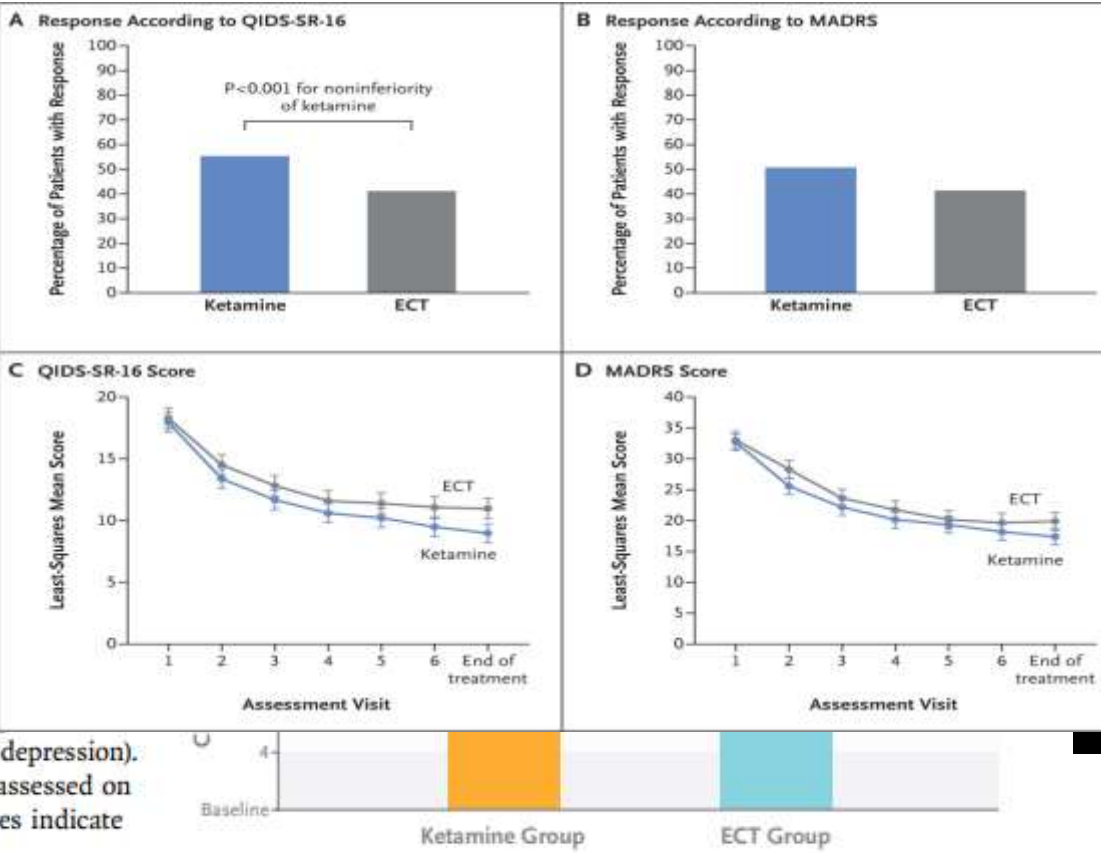 A Response According to QIDS-SR-16
Percentage of Patients with Response
100
90
80
70
60
50
40
30
20
10
0
P<0.001 for noninferiority
of ketamine
Ketamine ECT
B Response According to MADRS
Percentage of Patients with Response
100
90
80
70
60
50
40
30
20
10
0
Ketamine ECT
C QIDS-SR-16 Score
Least-Squares Mean Score
20
15
10
5
0
ECT
Ketamine
1 2 3 4 5 6 End of
treatment
Assessment Visit
D MADRS Score
Least-Squares Mean Score
40
35
30
25
20
15
10
5
0
ECT
Ketamine
1 2 3 4 5 6 End of
treatment
Assessment Visit
depression).
assessed on
es indicate
4
Baseline
Ketamine Group ECT Group